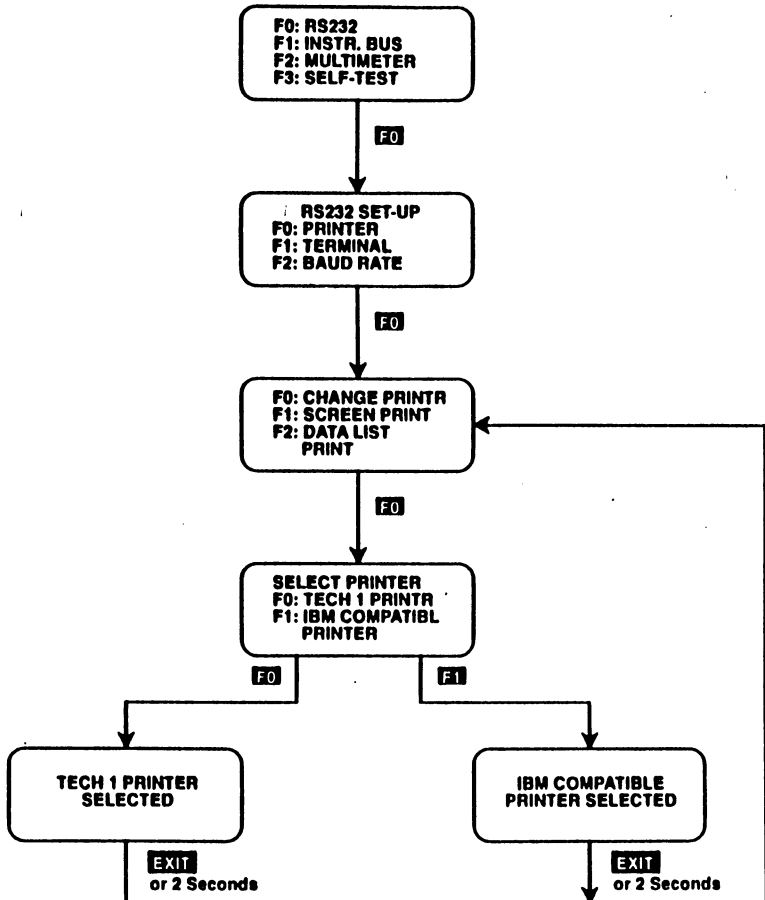 F0: RS232
F1: INSTR. BUS
F2: MULTIMETER
F3: SELF-TEST
F0
RS232 SET-UP
F0: PRINTER
F1: TERMINAL
F2: BAUD RATE
F0
F0: CHANGE PRINTR
F1: SCREEN PRINT
F2: DATA LIST
PRINT
F0
SELECT PRINTER
F0: TECH 1 PRINTR
F1: IBM COMPATIBL
PRINTER
F0
F1
TECH 1 PRINTER
SELECTED
IBM COMPATIBLE
PRINTER SELECTED
EXIT
or 2 Seconds
EXIT
or 2 Seconds